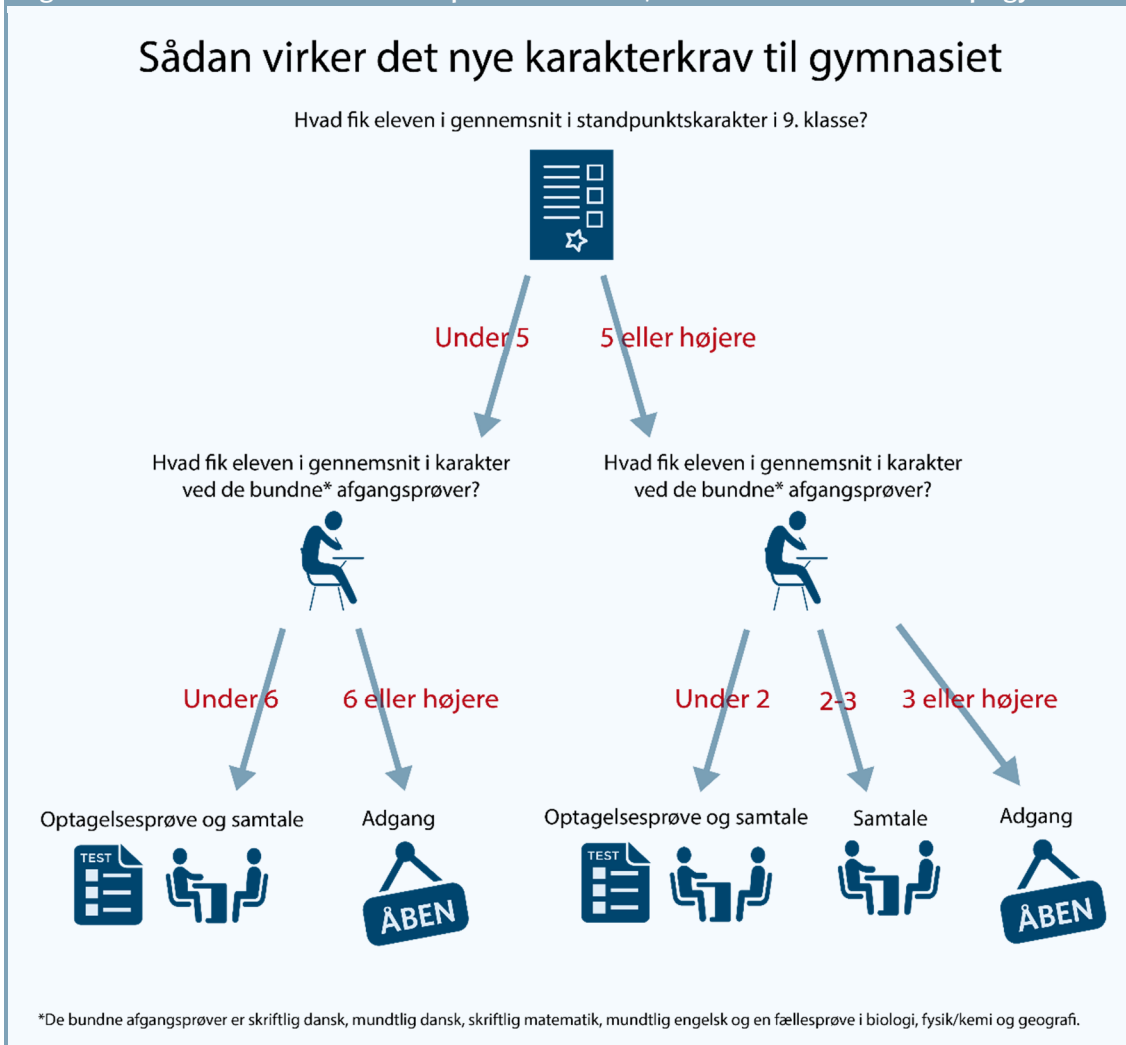 Sådan virker det nye karakterkrav til gymnasiet
Hvad fik eleven i gennemsnit i standpunktskarakter i 9. klasse?
Under 5
5 eller højere
Hvad fik eleven i gennemsnit i karakter
ved de bundne* afgangsprøver?
Hvad fik eleven i gennemsnit i karakter
ved de bundne* afgangsprøver?
Under 6
6 eller højere
Under 2
2-3
3 eller højere
Optagelsesprøve og samtale
Adgang
Optagelsesprøve og samtale
Samtale
Adgang
TEST
ÅBEN
TEST
ÅBEN
*De bundne afgangsprøver er skriftlig dansk, mundtlig dansk, skriftlig matematik, mundtlig engelsk og en fællesprøve i biologi, fysik/kemi og geografi.